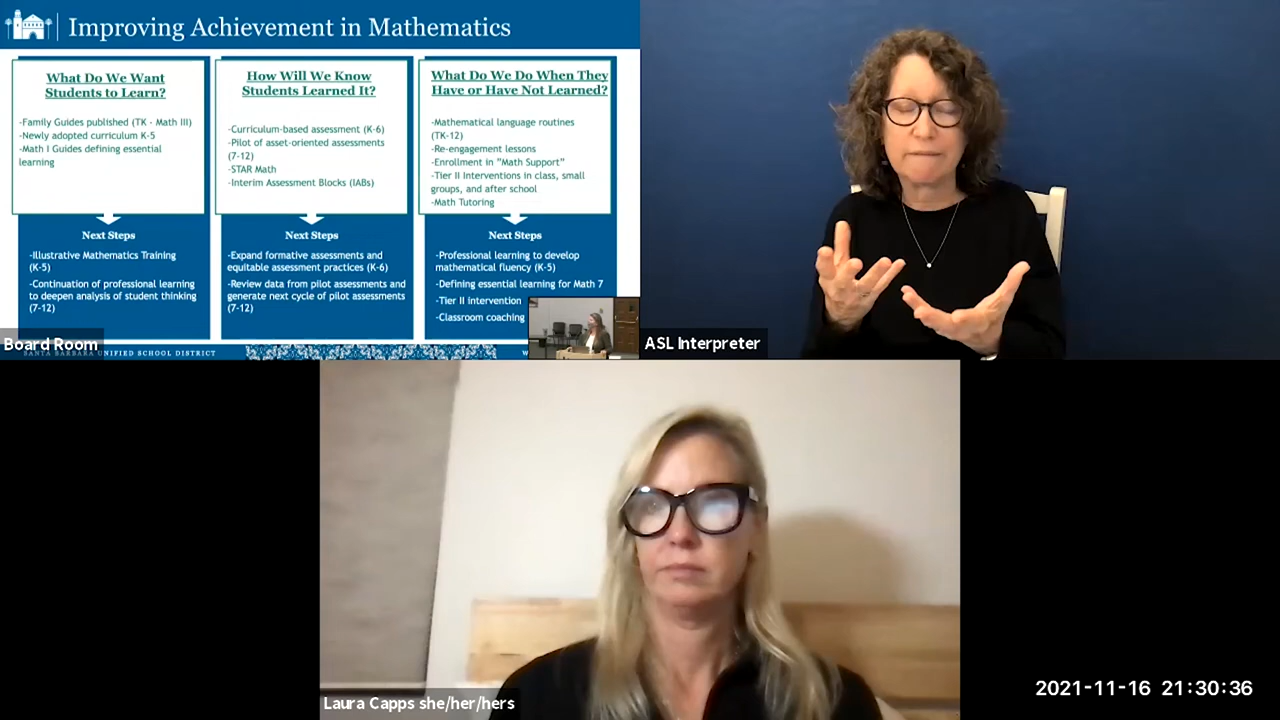 Improving Achievement in Mathematics
What Do We Want
Students to Learn?
-Family Guides published (TK - Math III)
-Newly adopted curriculum K-5
-Math I Guides defining essential
learning
Next Steps
-Illustrative Mathematics Training
(K-5)
-Continuation of professional learning
to deepen analysis of student thinking
(7-12)
How Will We Know
Students Learned It?
-Curriculum-based assessment (K-6)
-Pilot of asset-oriented assessments
(7-12)
-STAR Math
-Interim Assessment Blocks (IABs)
Next Steps
-Expand formative assessments and
equitable assessment practices (K-6)
-Review data from pilot assessments and
generate next cycle of pilot assessments
(7-12)
What Do We Do When They
Have or Have Not Learned?
-Mathematical language routines
(TK-12)
-Re-engagement lessons
-Enrollment in "Math Support"
-Tier II Interventions in class, small
groups, and after school
-Math Tutoring
Next Steps
-Professional learning to develop
mathematical fluency (K-5)
-Defining essential learning for Math 7
-Tier II intervention
-Classroom coaching
Board Room
SANTA BARBARA UNIFIED SCHOOL DISTRICT
ASL Interpreter
Laura Capps she/her/hers
2021-11-16 21:30:36